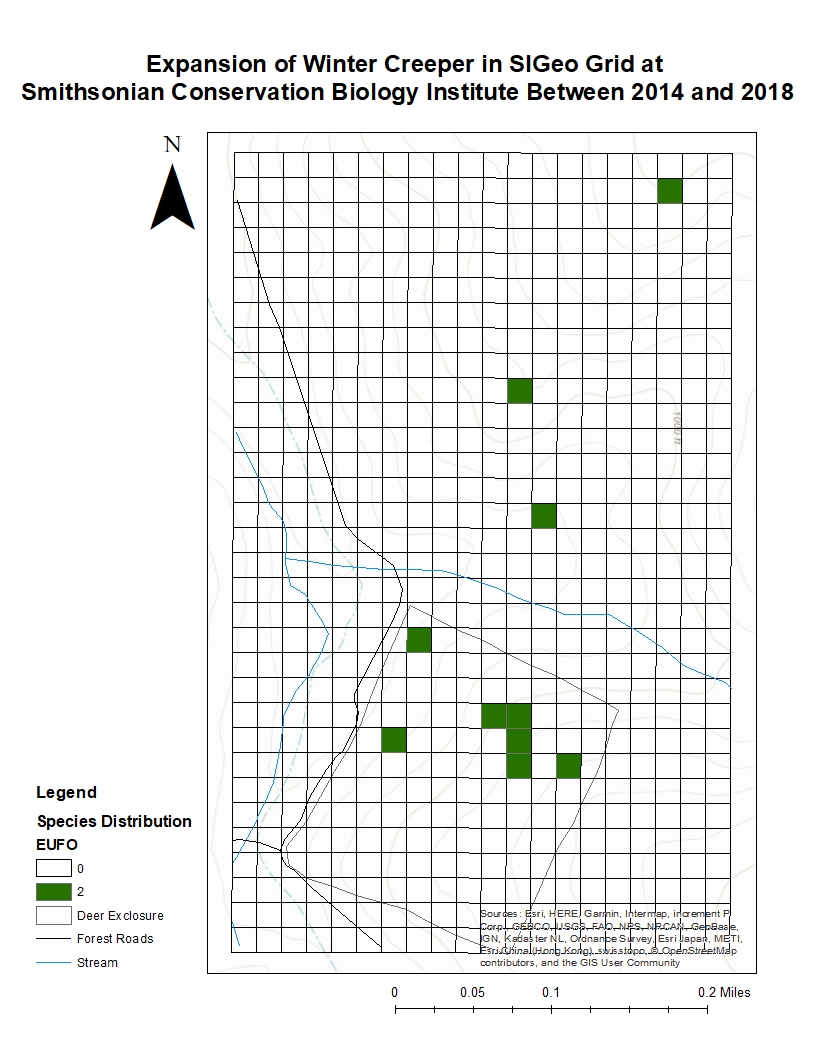 Expansion of Winter Creeper in SIGeo Grid at
Smithsonian Conservation Biology Institute Between 2014 and 2018
N
1000 ft
Legend
Species Distribution
EUFO
0
2
Deer Exclosure
Forest Roads
Stream
Sources: Esri, HERE, Garmin, Intermap, increment P
Corp., GEBCO, USGS, FAO, NPS, NRCAN, GeoBase,
IGN, Kadaster NL, Ordnance Survey, Esri Japan, METI,
Esri China (Hong Kong), swisstopo, © OpenStreetMap
contributors, and the GIS User Community
0 0.05 0.1 0.2 Miles